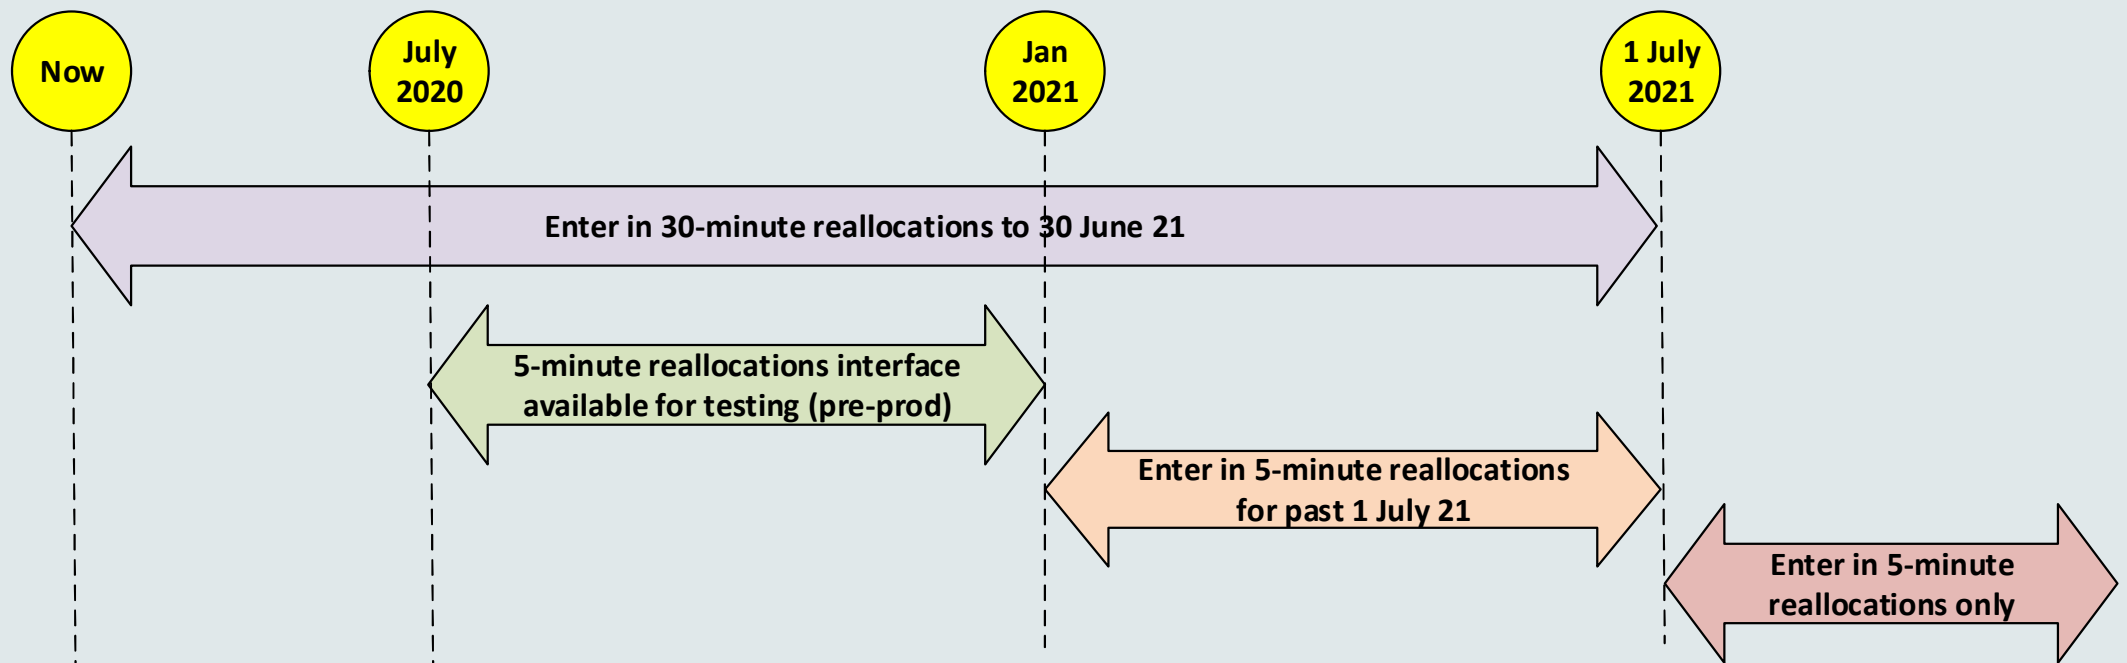 Now
July
2020
Jan
2021
1 July
2021
Enter in 30-minute reallocations to 30 June 21
5-minute reallocations interface
available for testing (pre-prod)
Enter in 5-minute reallocations
for past 1 July 21
Enter in 5-minute
reallocations only